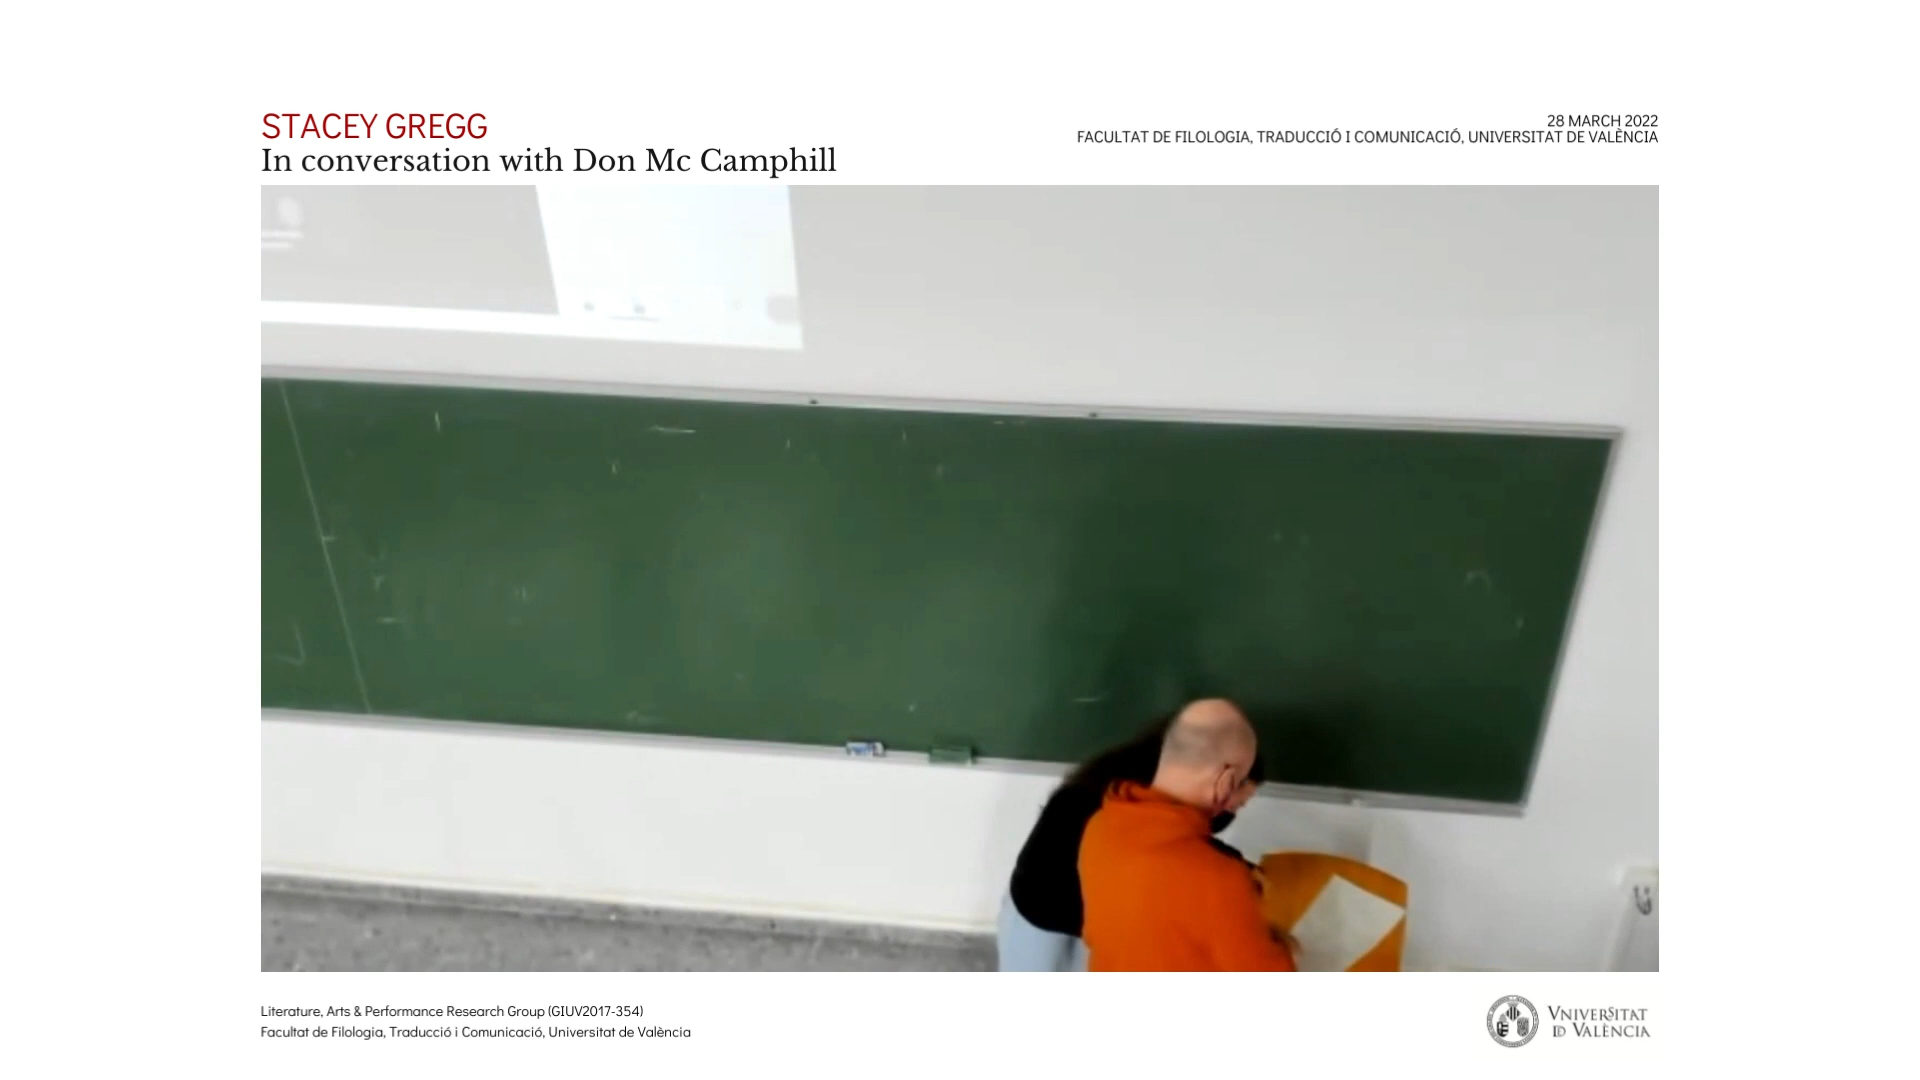 STACEY GREGG
In conversation with Don Mc Camphill
28 MARCH 2022
FACULTAT DE FILOLOGIA, TRADUCCIÓ I COMUNICACIÓ, UNIVERSITAT DE VALÈNCIA
Literature, Arts & Performance Research Group (GIUV2017-354)
Facultat de Filologia, Traducció i Comunicació, Universitat de València
VNIVERSITAT
ID VALÈNCIA